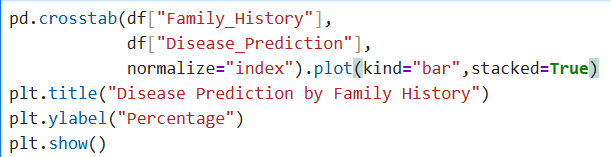 pd.crosstab(df["Family_History"],
            df["Disease_Prediction"],
            normalize="index").plot(kind="bar",stacked=True)
plt.title("Disease Prediction by Family History")
plt.ylabel("Percentage")
plt.show()